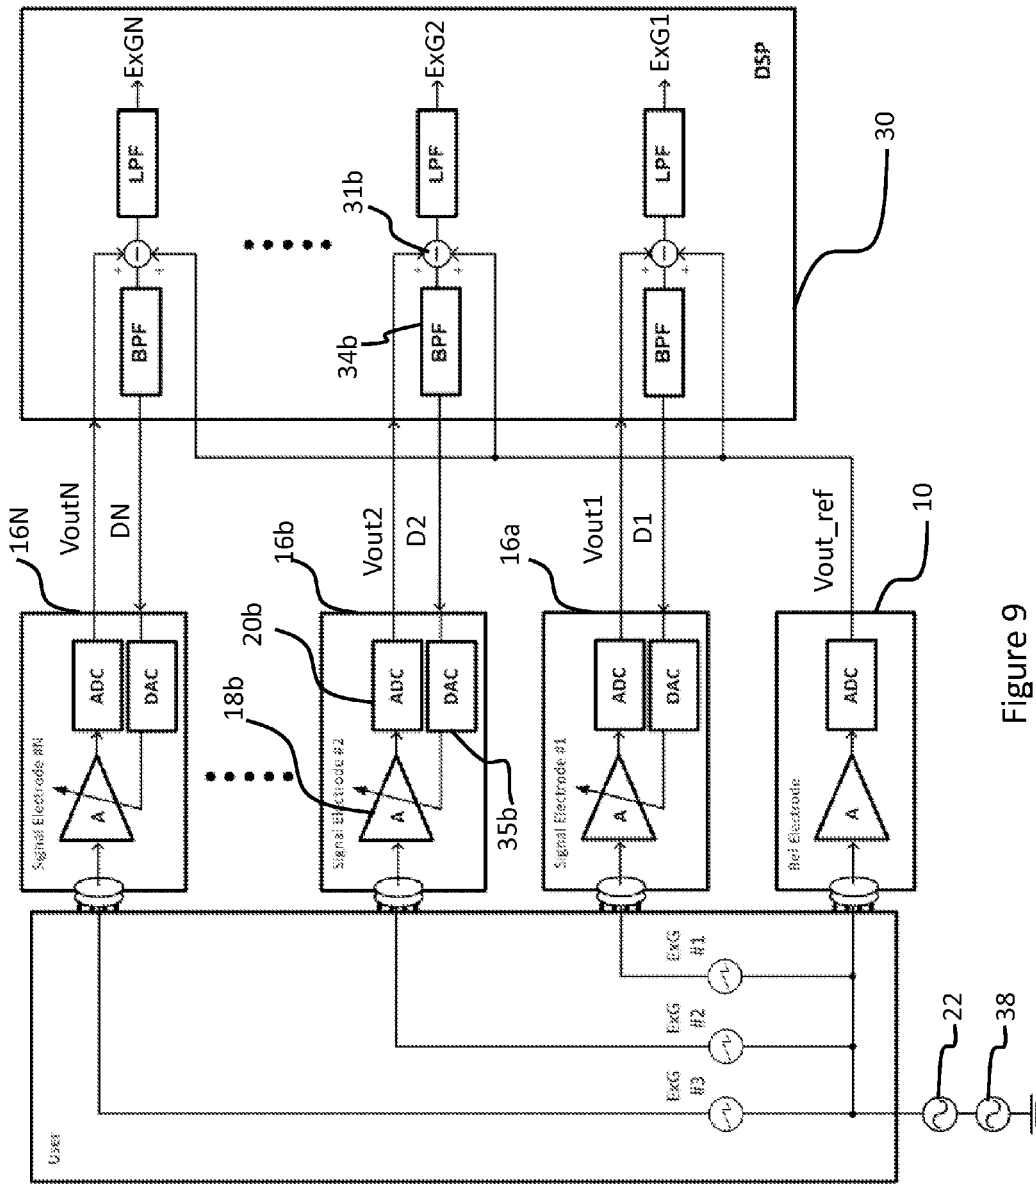 ExGN
ExG2
ExG1
DSP
LPF
LPF
LPF
31b
30
+
−
+
+
−
+
+
−
+
BPF
BPF
BPF
34b
VoutN
DN
Vout2
D2
Vout1
D1
Vout_ref
16N
16b
16a
10
ADC
DAC
ADC
DAC
ADC
DAC
ADC
20b
18b
35b
A
A
A
A
Signal Electrode #N
Signal Electrode #2
Signal Electrode #1
Ref Electrode
ExG
#1
ExG
#2
ExG
#3
User
22
38
Figure 9